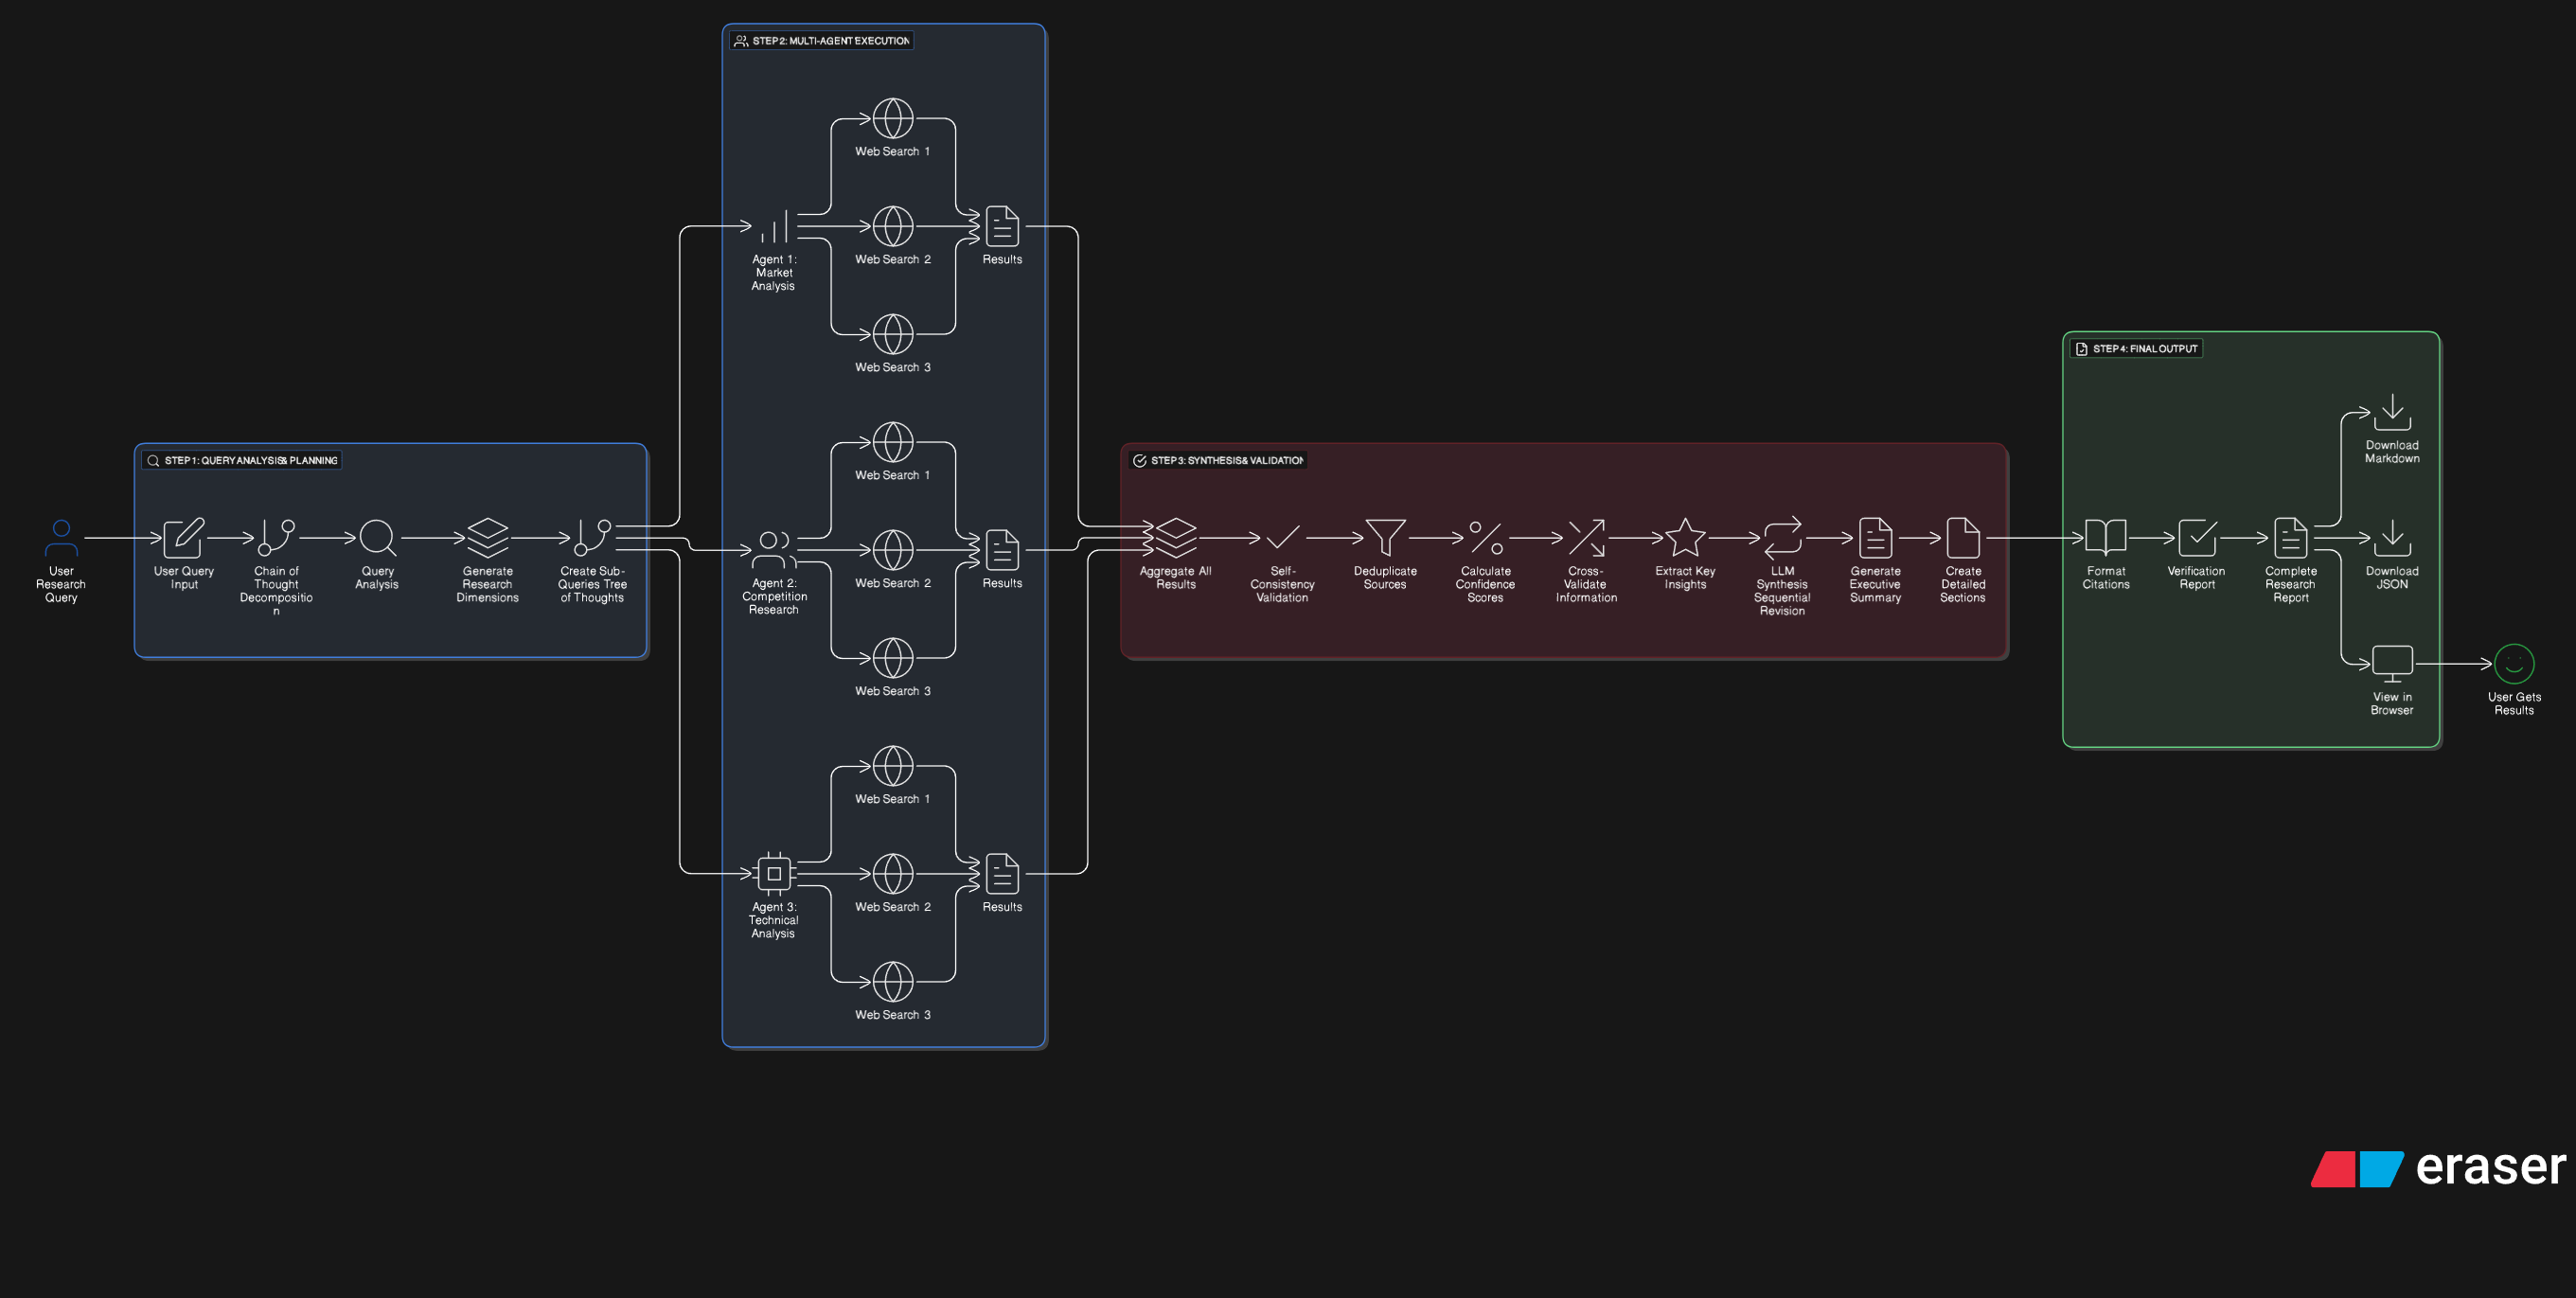 User
Research
Query
STEP 1: QUERY ANALYSIS & PLANNING
User Query
Input
Chain of
Thought
Decompositio
n
Query
Analysis
Generate
Research
Dimensions
Create Sub-
Queries Tree
of Thoughts
STEP 2: MULTI-AGENT EXECUTION
Agent 1:
Market
Analysis
Web Search 1
Web Search 2
Web Search 3
Results
Agent 2:
Competition
Research
Web Search 1
Web Search 2
Web Search 3
Results
Agent 3:
Technical
Analysis
Web Search 1
Web Search 2
Web Search 3
Results
STEP 3: SYNTHESIS & VALIDATION
Aggregate All
Results
Self-
Consistency
Validation
Deduplicate
Sources
Calculate
Confidence
Scores
Cross-
Validate
Information
Extract Key
Insights
LLM
Synthesis
Sequential
Revision
Generate
Executive
Summary
Create
Detailed
Sections
STEP 4: FINAL OUTPUT
Format
Citations
Verification
Report
Complete
Research
Report
Download
Markdown
Download
JSON
View in
Browser
User Gets
Results
eraser